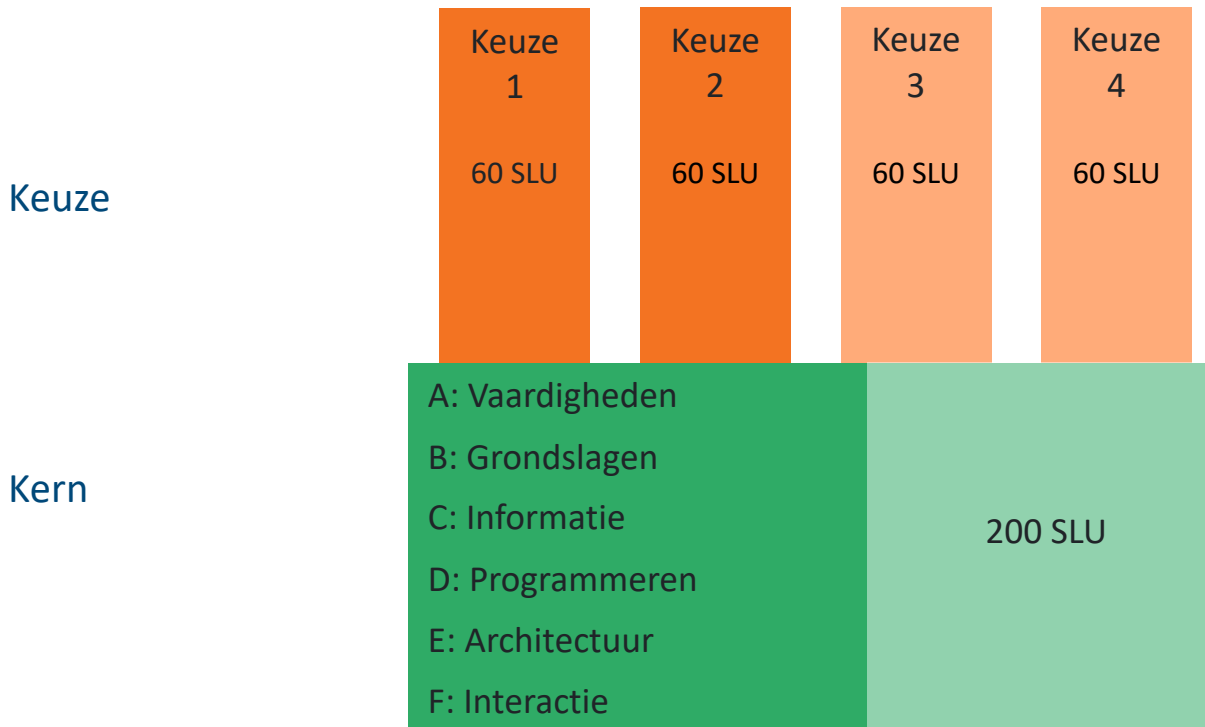 Keuze
1
60 SLU
Keuze
2
60 SLU
Keuze
3
60 SLU
Keuze
4
60 SLU
Keuze
Kern
A: Vaardigheden
B: Grondslagen
C: Informatie
D: Programmeren
E: Architectuur
F: Interactie
200 SLU